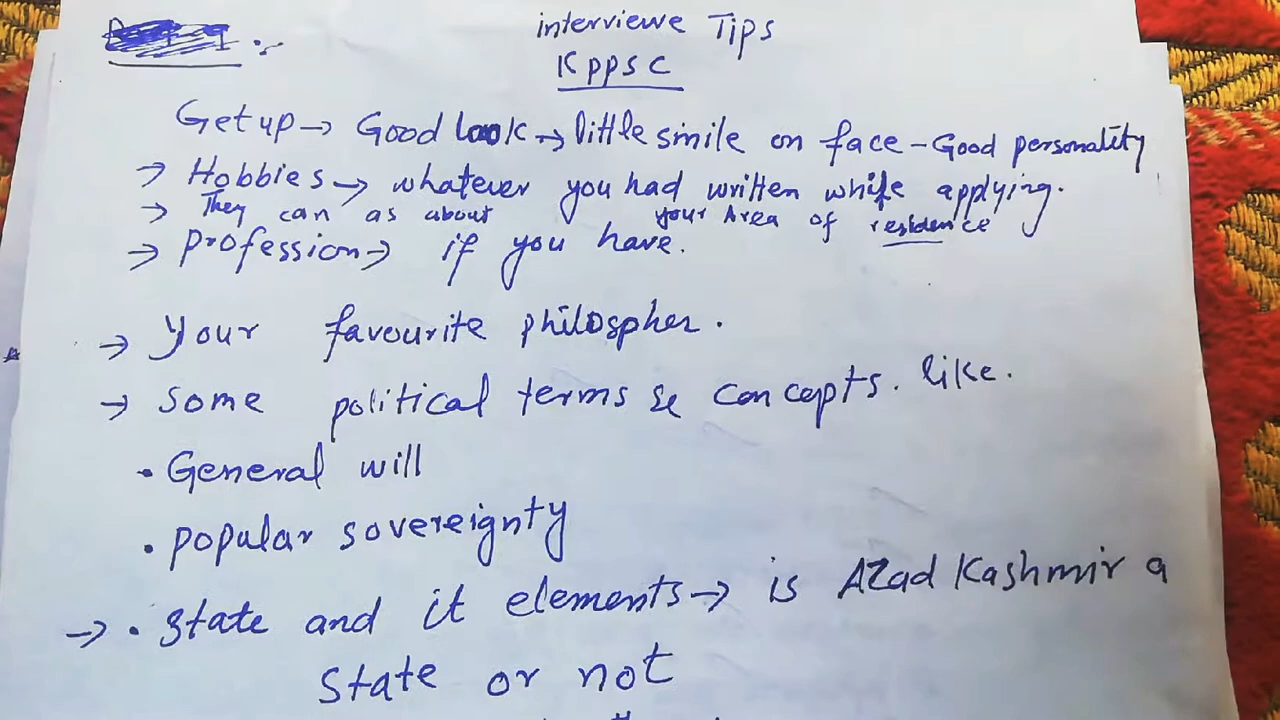 interviewe Tips
KPPSC
Getup → Good look → little smile on face - Good personality
→ Hobbies → whatever you had written while applying.
→ They can as about your Area of residence
→ profession → if you have.
→ your favourite philospher.
→ some political terms & concepts. like.
• General will
• popular sovereignty
→ • state and it elements → is Azad Kashmir a
state or not